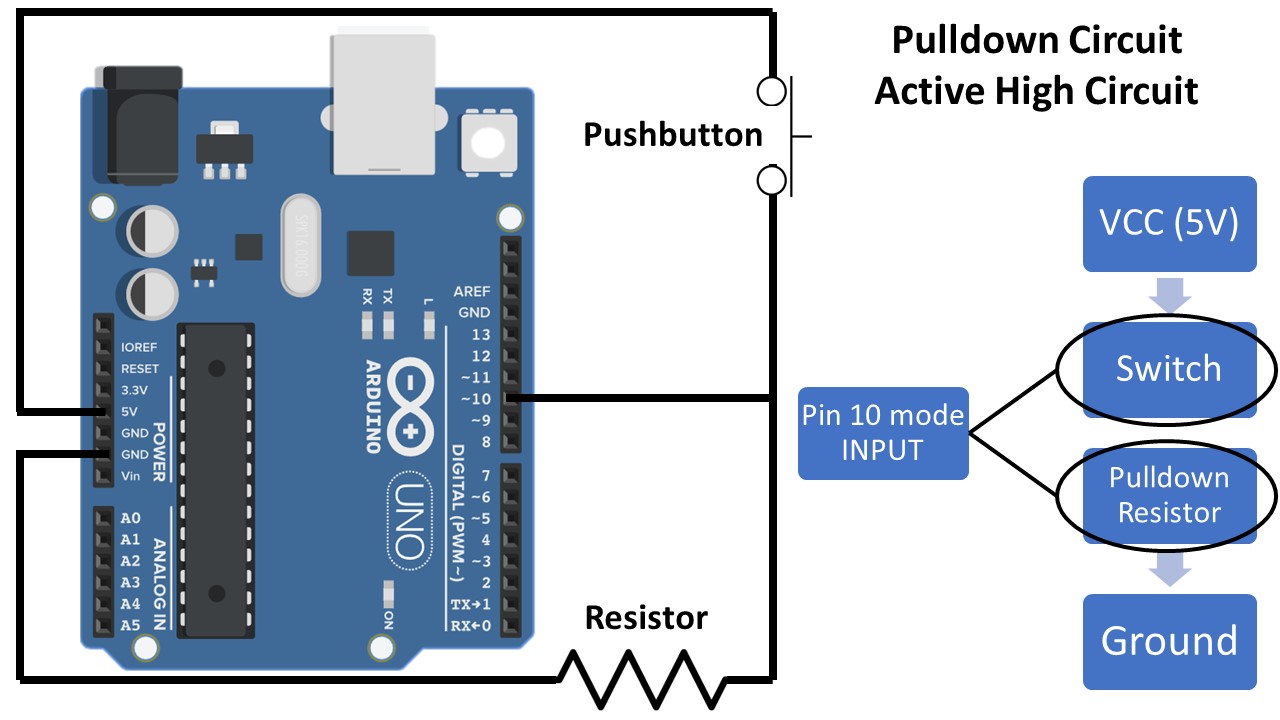 Pulldown Circuit
Active High Circuit
Pushbutton
VCC (5V)
Switch
Pin 10 mode
INPUT
Pulldown
Resistor
Ground
Resistor
SPK16.000G
RX
TX
L
AREF
GND
13
12
~11
~10
~9
8
7
~6
~5
4
~3
2
TX→1
RX←0
DIGITAL (PWM~)
ARDUINO
UNO
ON
IOREF
RESET
3.3V
5V
GND
GND
Vin
POWER
A0
A1
A2
A3
A4
A5
ANALOG IN